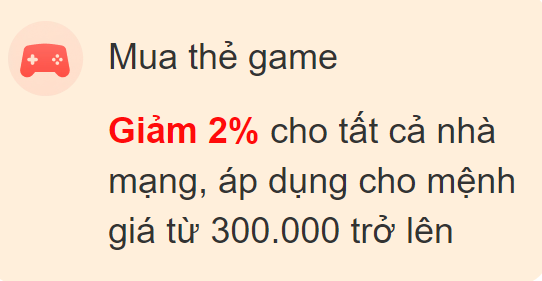 Mua thẻ game
Giảm 2% cho tất cả nhà
mạng, áp dụng cho mệnh
giá từ 300.000 trở lên